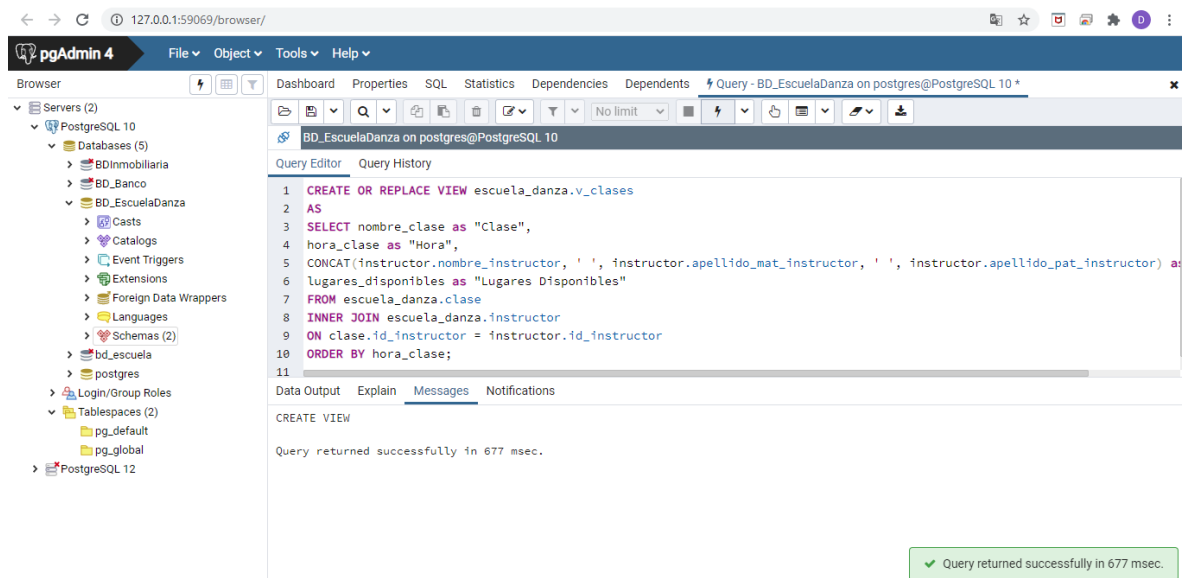 127.0.0.1:59069/browser/
D
pgAdmin 4 File Object Tools Help
Browser
Dashboard Properties SQL Statistics Dependencies Dependents Query - BD_EscuelaDanza on postgres@PostgreSQL 10 *
No limit
BD_EscuelaDanza on postgres@PostgreSQL 10
Query Editor Query History
Servers (2)
PostgreSQL 10
Databases (5)
BDInmobiliaria
BD_Banco
BD_EscuelaDanza
Casts
Catalogs
Event Triggers
Extensions
Foreign Data Wrappers
Languages
Schemas (2)
bd_escuela
postgres
Login/Group Roles
Tablespaces (2)
pg_default
pg_global
PostgreSQL 12
1 CREATE OR REPLACE VIEW escuela_danza.v_clases
2 AS
3 SELECT nombre_clase as "Clase",
4 hora_clase as "Hora",
5 CONCAT(instructor.nombre_instructor, ' ', instructor.apellido_mat_instructor, ' ', instructor.apellido_pat_instructor) as
6 lugares_disponibles as "Lugares Disponibles"
7 FROM escuela_danza.clase
8 INNER JOIN escuela_danza.instructor
9 ON clase.id_instructor = instructor.id_instructor
10 ORDER BY hora_clase;
11
Data Output Explain Messages Notifications
CREATE VIEW
Query returned successfully in 677 msec.
Query returned successfully in 677 msec.